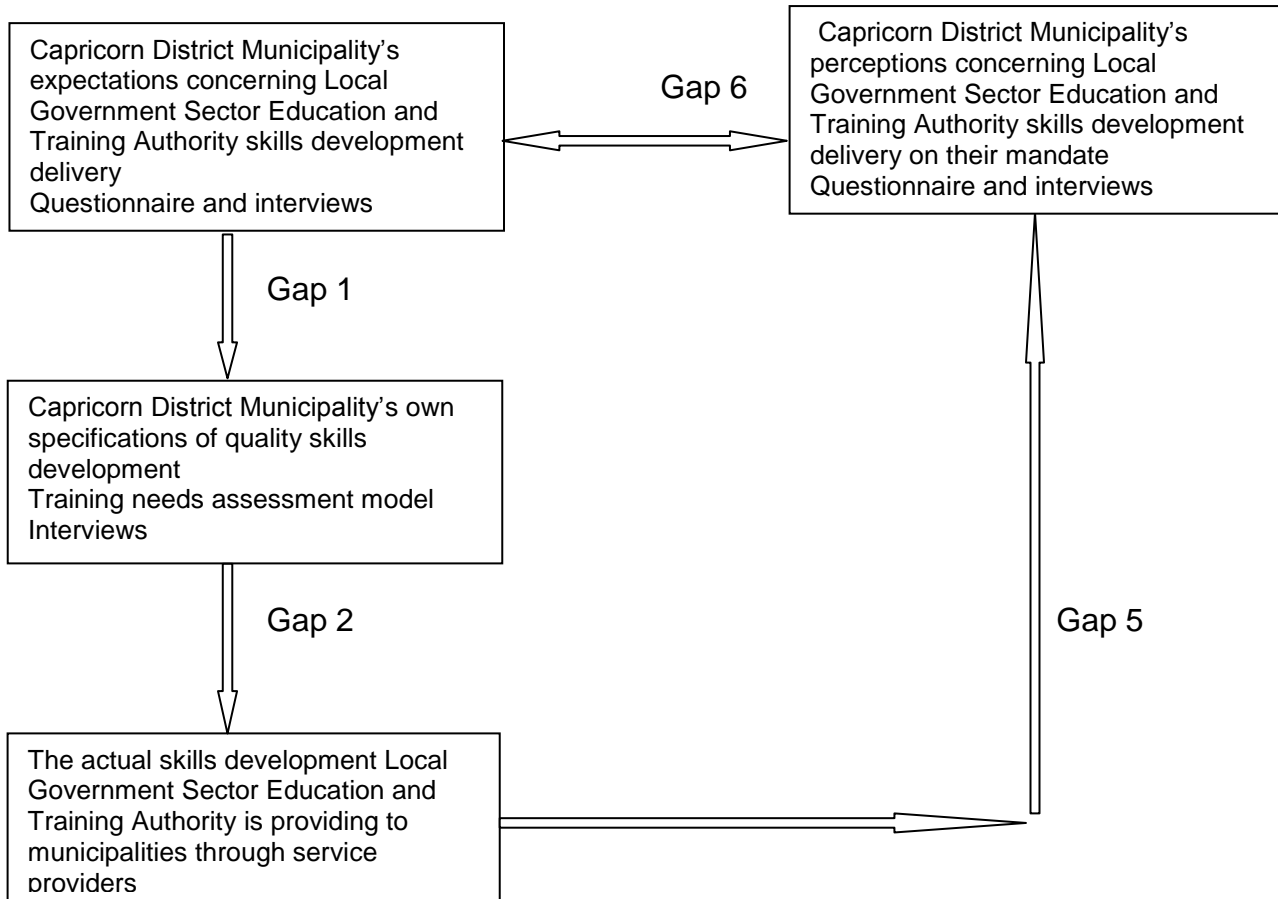 Capricorn District Municipality’s
expectations concerning Local
Government Sector Education and
Training Authority skills development
delivery
Questionnaire and interviews
Gap 6
Capricorn District Municipality’s
perceptions concerning Local
Government Sector Education and
Training Authority skills development
delivery on their mandate
Questionnaire and interviews
Gap 1
Capricorn District Municipality’s own
specifications of quality skills
development
Training needs assessment model
Interviews
Gap 2
Gap 5
The actual skills development Local
Government Sector Education and
Training Authority is providing to
municipalities through service
providers